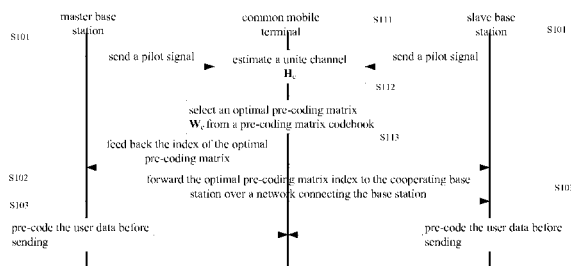 master base
station
common mobile
terminal
slave base
station
S101
S111
S101
send a pilot signal
estimate a unite channel
Hc
send a pilot signal
S112
select an optimal pre-coding matrix
Wc from a pre-coding matrix codebook
S113
feed back the index of the optimal
pre-coding matrix
S102
forward the optimal pre-coding matrix index to the cooperating base
station over a network connecting the base station
S103
pre-code the user data before
sending
pre-code the user data before
sending